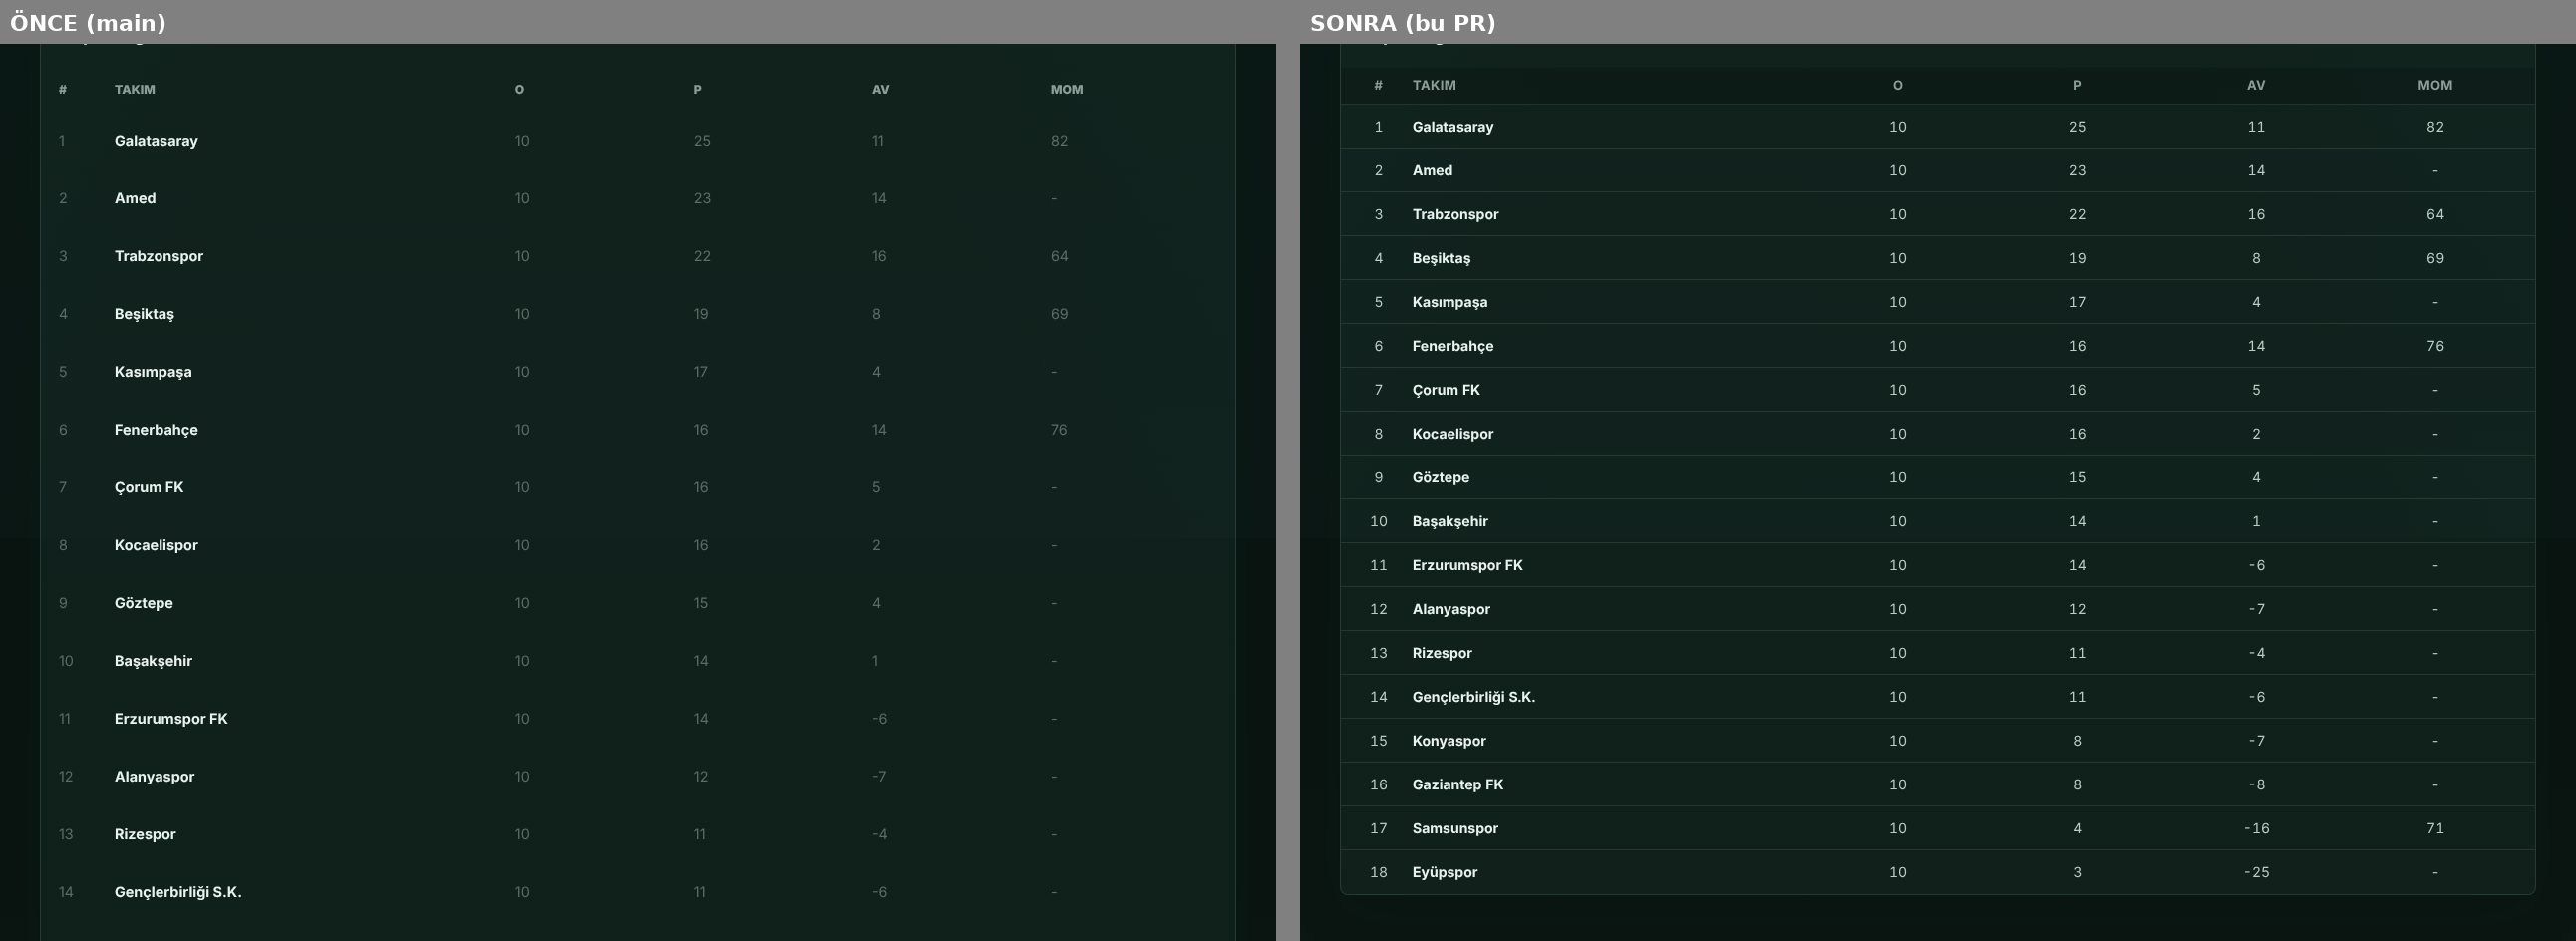 ÖNCE (main)
# TAKIM O P AV MOM
1 Galatasaray 10 25 11 82
2 Amed 10 23 14 -
3 Trabzonspor 10 22 16 64
4 Beşiktaş 10 19 8 69
5 Kasımpaşa 10 17 4 -
6 Fenerbahçe 10 16 14 76
7 Çorum FK 10 16 5 -
8 Kocaelispor 10 16 2 -
9 Göztepe 10 15 4 -
10 Başakşehir 10 14 1 -
11 Erzurumspor FK 10 14 -6 -
12 Alanyaspor 10 12 -7 -
13 Rizespor 10 11 -4 -
14 Gençlerbirliği S.K. 10 11 -6 -
SONRA (bu PR)
# TAKIM O P AV MOM
1 Galatasaray 10 25 11 82
2 Amed 10 23 14 -
3 Trabzonspor 10 22 16 64
4 Beşiktaş 10 19 8 69
5 Kasımpaşa 10 17 4 -
6 Fenerbahçe 10 16 14 76
7 Çorum FK 10 16 5 -
8 Kocaelispor 10 16 2 -
9 Göztepe 10 15 4 -
10 Başakşehir 10 14 1 -
11 Erzurumspor FK 10 14 -6 -
12 Alanyaspor 10 12 -7 -
13 Rizespor 10 11 -4 -
14 Gençlerbirliği S.K. 10 11 -6 -
15 Konyaspor 10 8 -7 -
16 Gaziantep FK 10 8 -8 -
17 Samsunspor 10 4 -16 71
18 Eyüpspor 10 3 -25 -